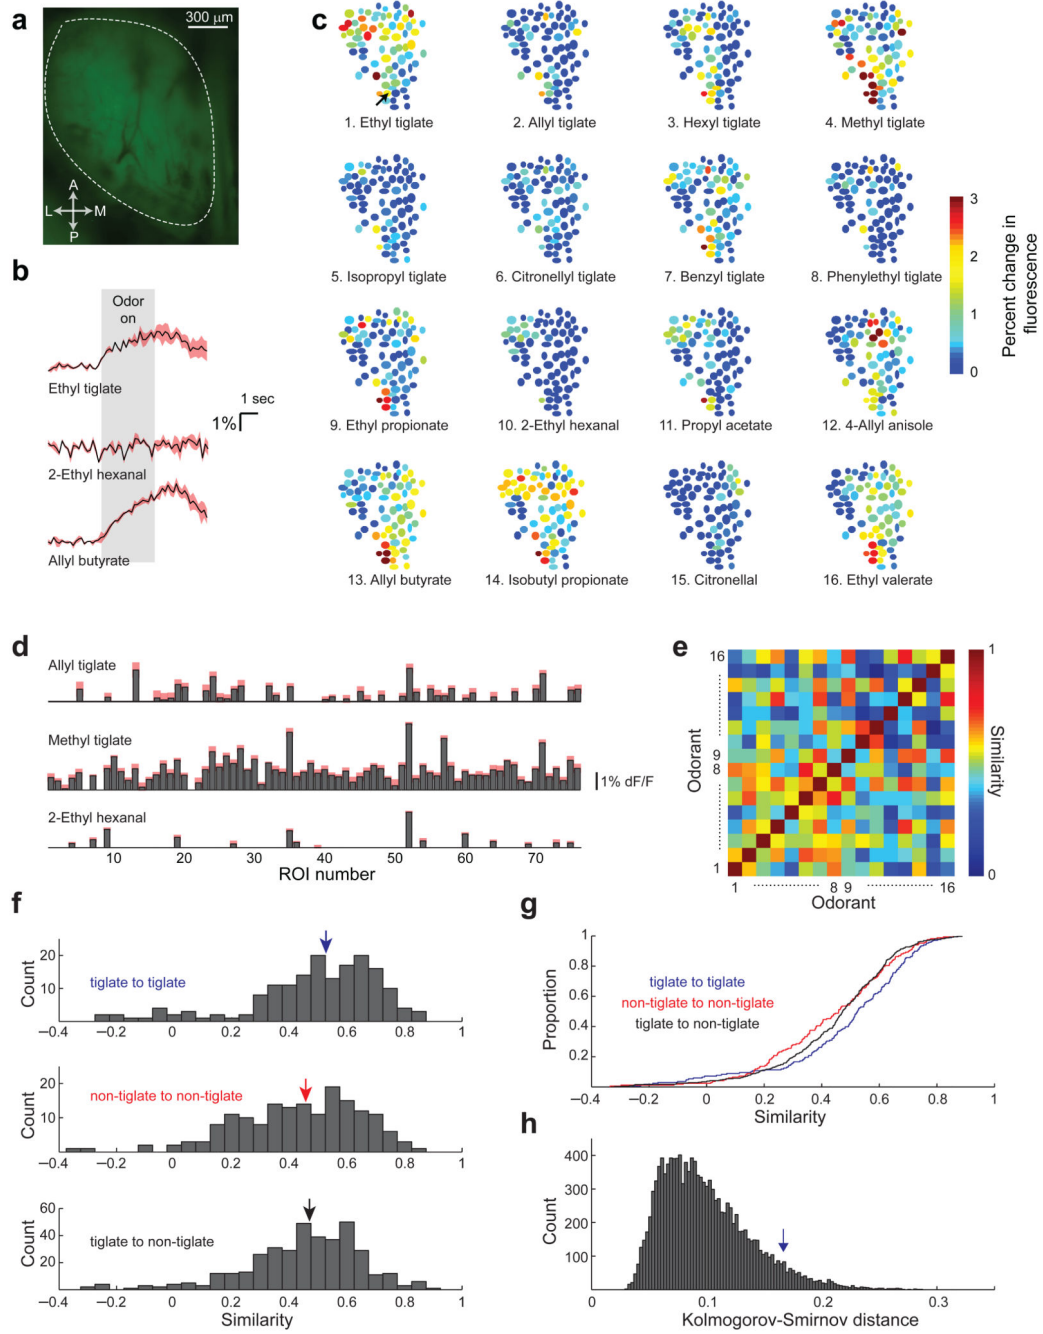 a
300 μm
A
L M
P
b
Odor
on
Ethyl tiglate
1 sec
1%
2-Ethyl hexanal
Allyl butyrate
c
1. Ethyl tiglate
2. Allyl tiglate
3. Hexyl tiglate
4. Methyl tiglate
5. Isopropyl tiglate
6. Citronellyl tiglate
7. Benzyl tiglate
8. Phenylethyl tiglate
9. Ethyl propionate
10. 2-Ethyl hexanal
11. Propyl acetate
12. 4-Allyl anisole
13. Allyl butyrate
14. Isobutyl propionate
15. Citronellal
16. Ethyl valerate
3
2
1
0
Percent change in
fluorescence
d
Allyl tiglate
Methyl tiglate
1% dF/F
2-Ethyl hexanal
10 20 30 40 50 60 70
ROI number
e
16
9
8
1
Odorant
1 8 9 16
Odorant
1
0
Similarity
f
20
10
Count
tiglate to tiglate
−0.4 −0.2 0 0.2 0.4 0.6 0.8 1
20
10
Count
non-tiglate to non-tiglate
−0.4 −0.2 0 0.2 0.4 0.6 0.8 1
60
40
20
Count
tiglate to non-tiglate
−0.4 −0.2 0 0.2 0.4 0.6 0.8 1
Similarity
g
1
0.8
0.6
0.4
0.2
Proportion
tiglate to tiglate
non-tiglate to non-tiglate
tiglate to non-tiglate
−0.4 −0.2 0 0.2 0.4 0.6 0.8 1
Similarity
h
400
300
200
100
Count
0 0.1 0.2 0.3
Kolmogorov-Smirnov distance